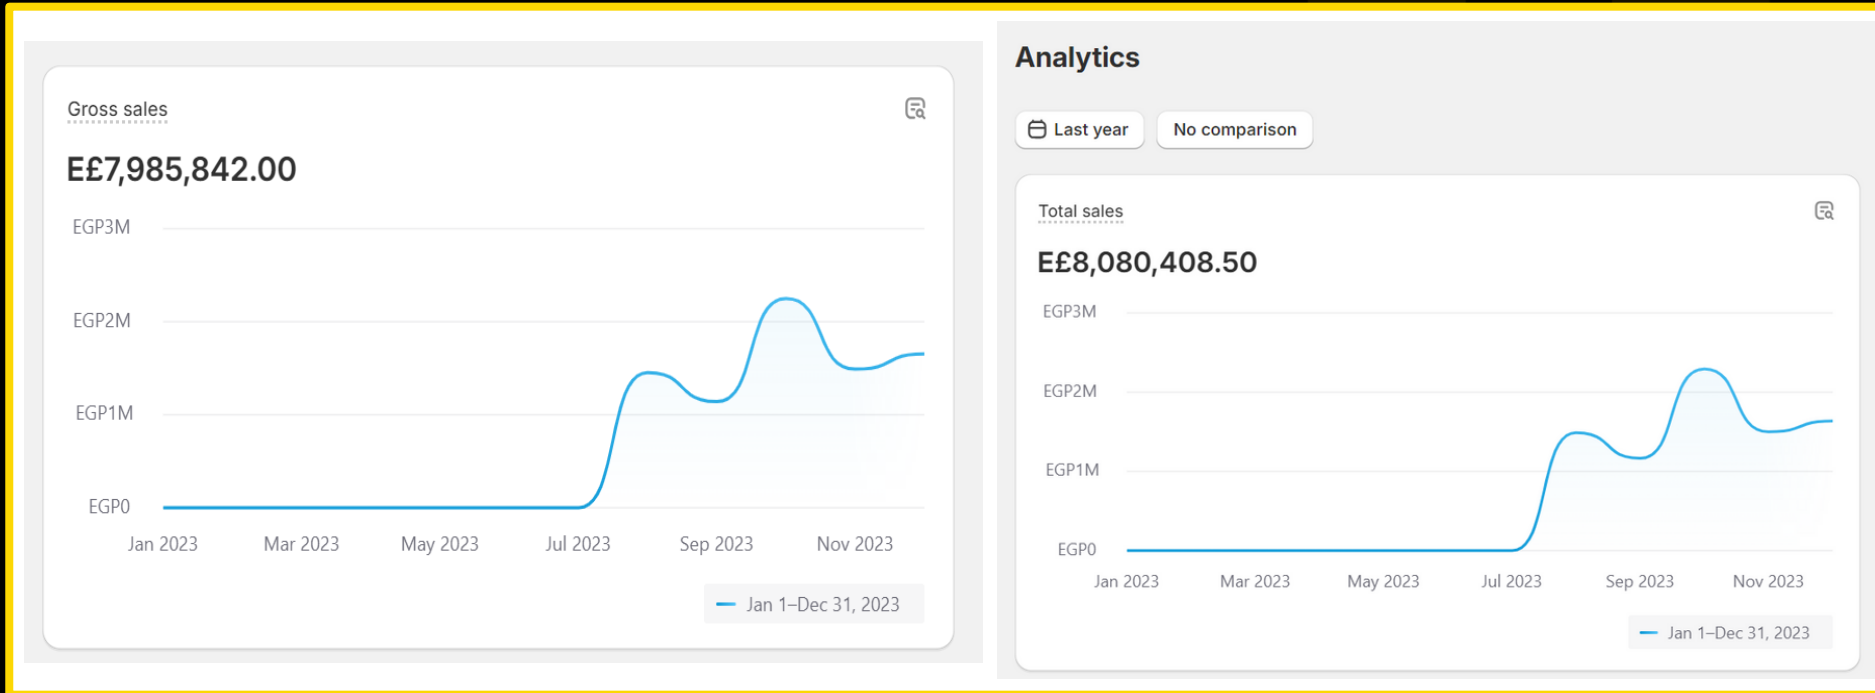 Gross sales
E£7,985,842.00
EGP3M
EGP2M
EGP1M
EGP0
Jan 2023 Mar 2023 May 2023 Jul 2023 Sep 2023 Nov 2023
Jan 1–Dec 31, 2023
Analytics
Last year No comparison
Total sales
E£8,080,408.50
EGP3M
EGP2M
EGP1M
EGP0
Jan 2023 Mar 2023 May 2023 Jul 2023 Sep 2023 Nov 2023
Jan 1–Dec 31, 2023